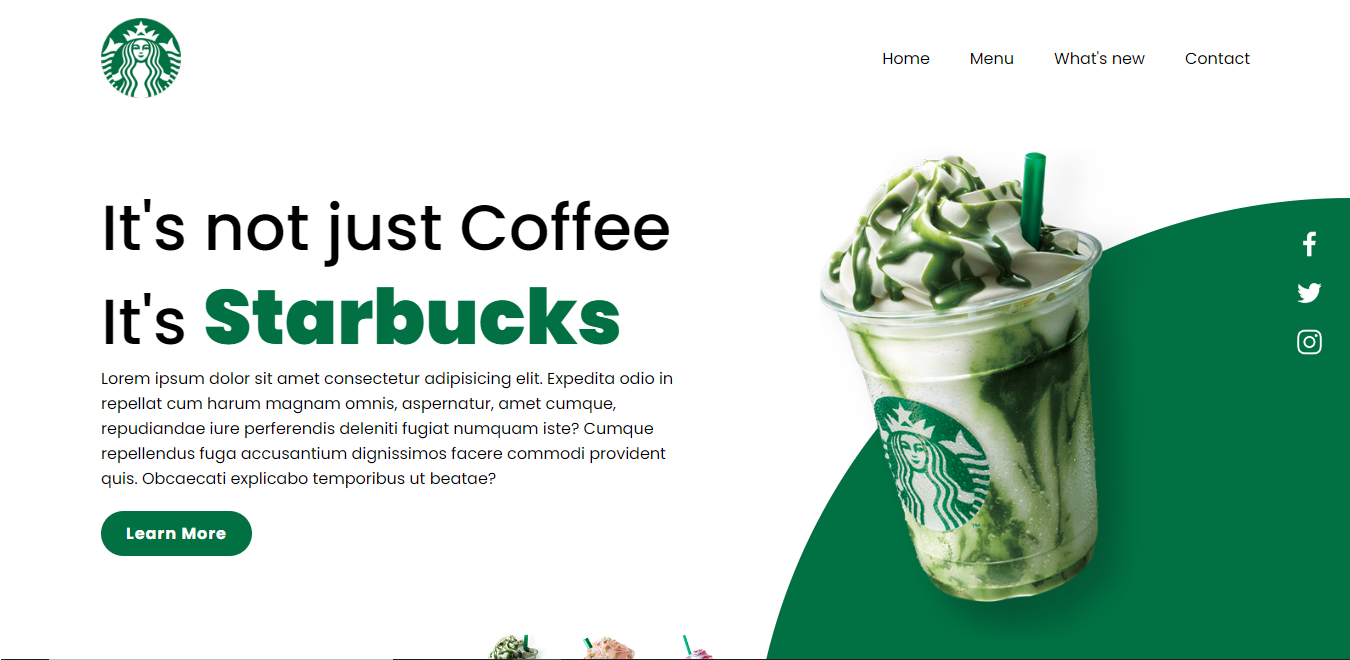 Home Menu What's new Contact
It's not just Coffee
It's Starbucks
Lorem ipsum dolor sit amet consectetur adipisicing elit. Expedita odio in
repellat cum harum magnam omnis, aspernatur, amet cumque,
repudiandae iure perferendis deleniti fugiat numquam iste? Cumque
repellendus fuga accusantium dignissimos facere commodi provident
quis. Obcaecati explicabo temporibus ut beatae?
Learn More
TM